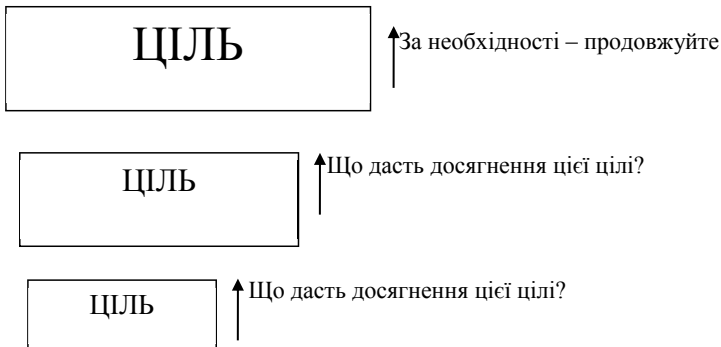 ЦІЛЬ
За необхідності – продовжуйте
ЦІЛЬ
Що дасть досягнення цієї цілі?
ЦІЛЬ
Що дасть досягнення цієї цілі?